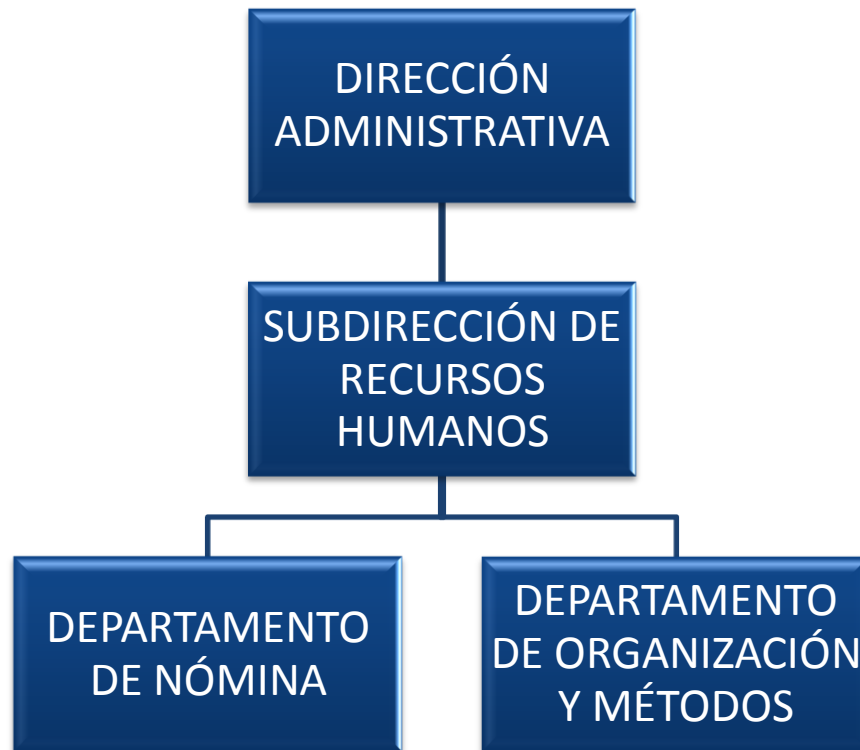 DIRECCIÓN
ADMINISTRATIVA
SUBDIRECCIÓN DE
RECURSOS
HUMANOS
DEPARTAMENTO
DE NÓMINA
DEPARTAMENTO
DE ORGANIZACIÓN
Y MÉTODOS